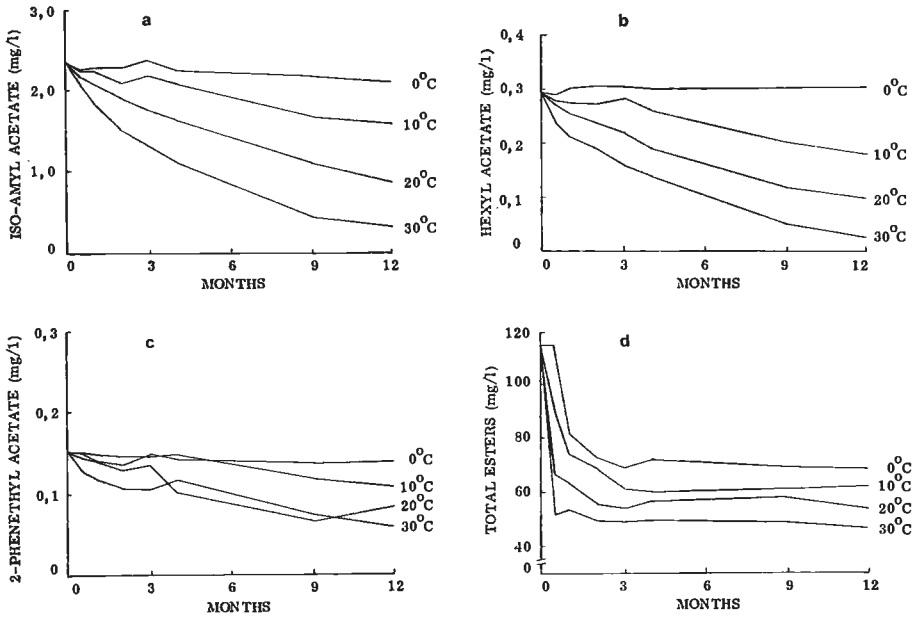 a
ISO-AMYL ACETATE (mg/l)
3,0
2,0
1,0
0
0°C
10°C
20°C
30°C
0 3 6 9 12
MONTHS
b
HEXYL ACETATE (mg/l)
0,4
0,3
0,2
0,1
0
0°C
10°C
20°C
30°C
0 3 6 9 12
MONTHS
c
2-PHENETHYL ACETATE (mg/l)
0,3
0,2
0,1
0
0°C
10°C
20°C
30°C
0 3 6 9 12
MONTHS
d
TOTAL ESTERS (mg/l)
120
100
80
60
40
0
0°C
10°C
20°C
30°C
0 3 6 9 12
MONTHS